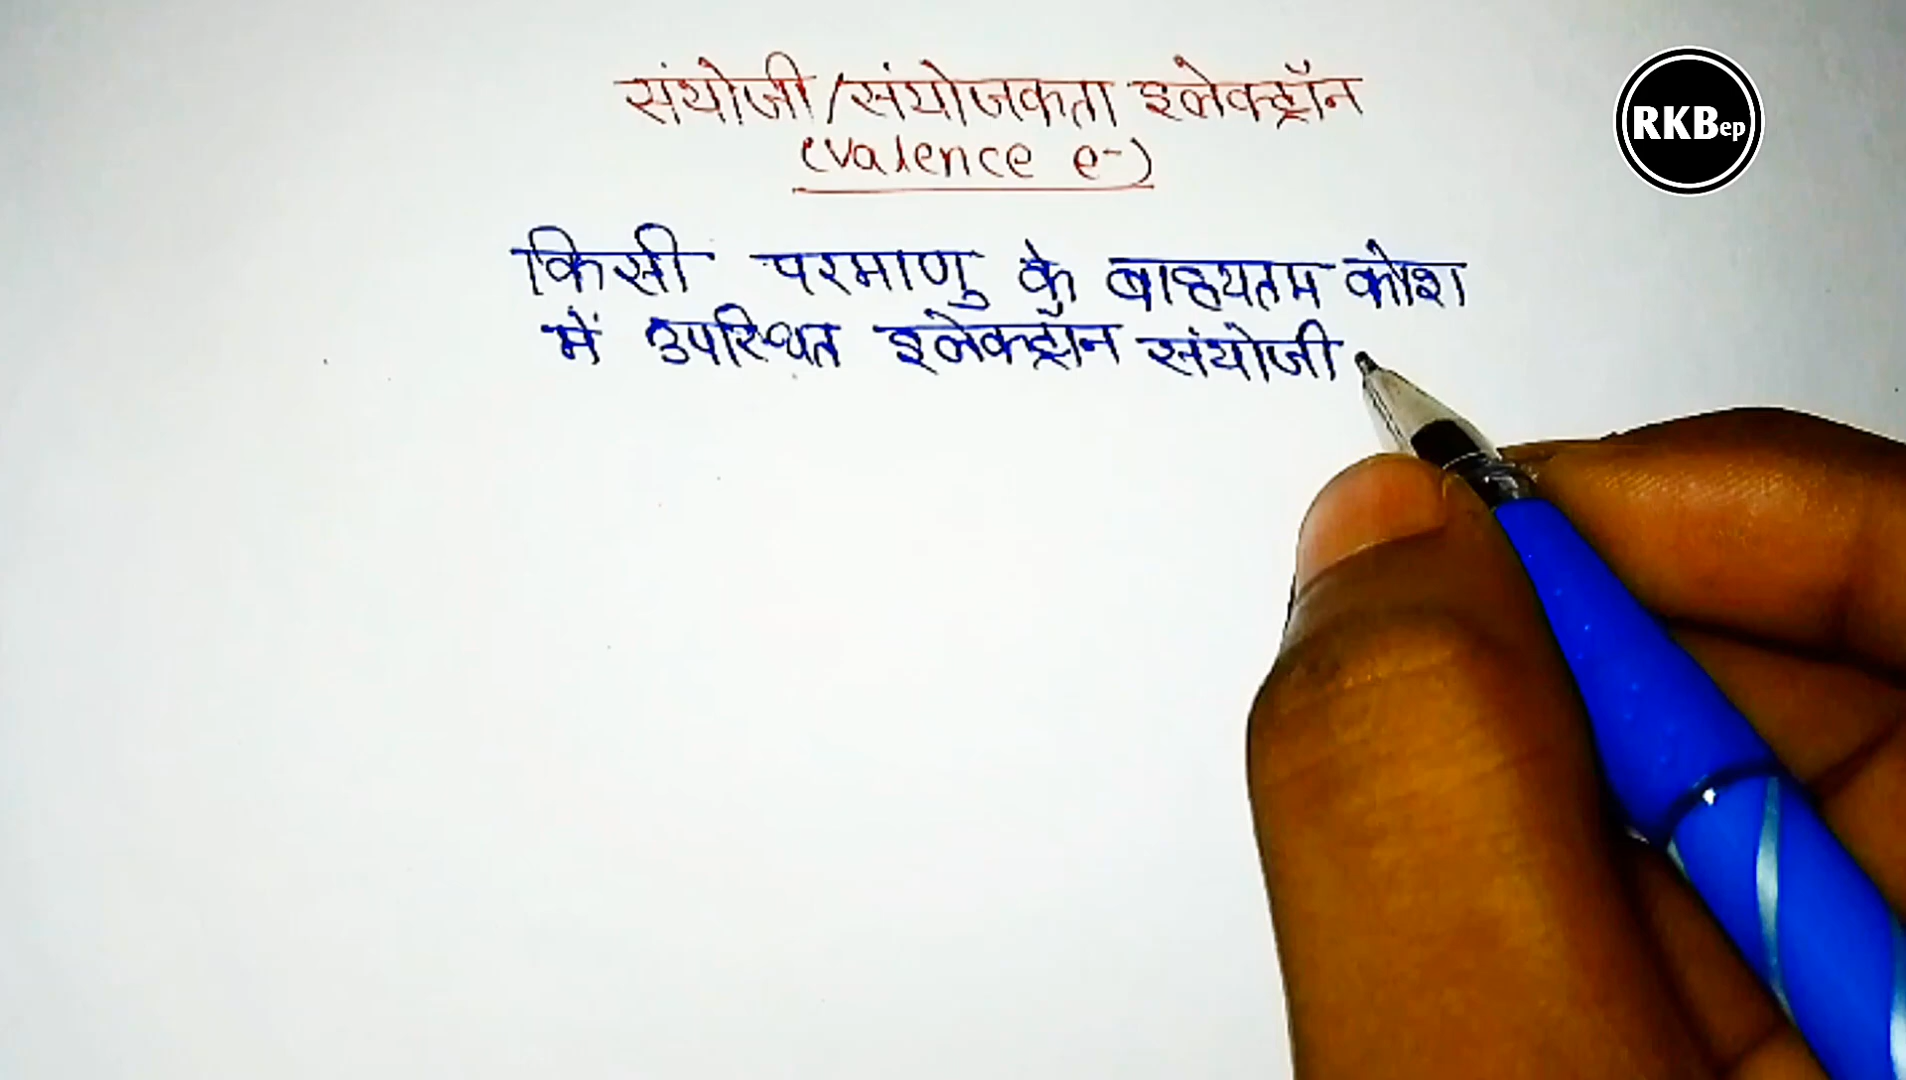 संयोजी/संयोजकता इलेक्ट्रॉन
(valence e-)
किसी परमाणु के बाह्यतम कोश
में उपस्थित इलेक्ट्रॉन संयोजी
RKBep